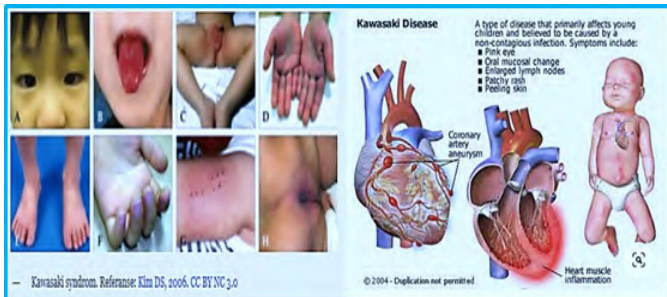 A
B
C
D
E
F
G
H
Kawasaki syndrom. Referanse: Kim DS, 2006. CC BY NC 3.0
Kawasaki Disease
A type of disease that primarily affects young
children and believed to be caused by a
non-contagious infection. Symptoms include:
■ Pink eye
■ Oral mucosal change
■ Enlarged lymph nodes
■ Patchy rash
■ Peeling skin
Coronary
artery
aneurysm
Heart muscle
inflammation
© 2004 - Duplication not permitted